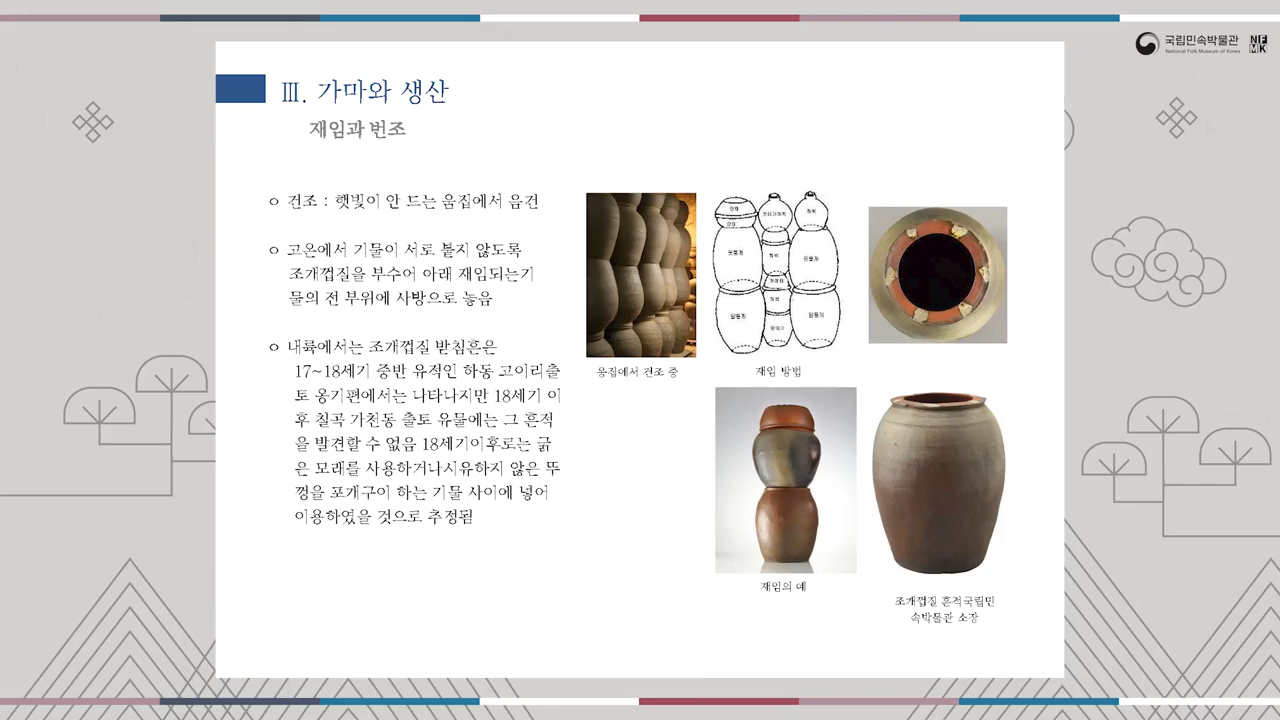 국립민속박물관
National Folk Museum of Korea
NF
MK
Ⅲ. 가마와 생산
재임과 번조
ㅇ 건조 : 햇빛이 안 드는 움집에서 음건
ㅇ 고온에서 기물이 서로 붙지 않도록
조개껍질을 부수어 아래 재임되는기
물의 전 부위에 사방으로 놓음
ㅇ 내륙에서는 조개껍질 받침흔은
17~18세기 중반 유적인 하동 고이리출
토 옹기편에서는 나타나지만 18세기 이
후 칠곡 가천동 출토 유물에는 그 흔적
을 발견할 수 없음 18세기이후로는 굵
은 모래를 사용하거나시유하지 않은 뚜
껑을 포개구이 하는 기물 사이에 넣어
이용하였을 것으로 추정됨
움집에서 건조 중
재임 방법
재임의 예
조개껍질 흔적국립민
속박물관 소장